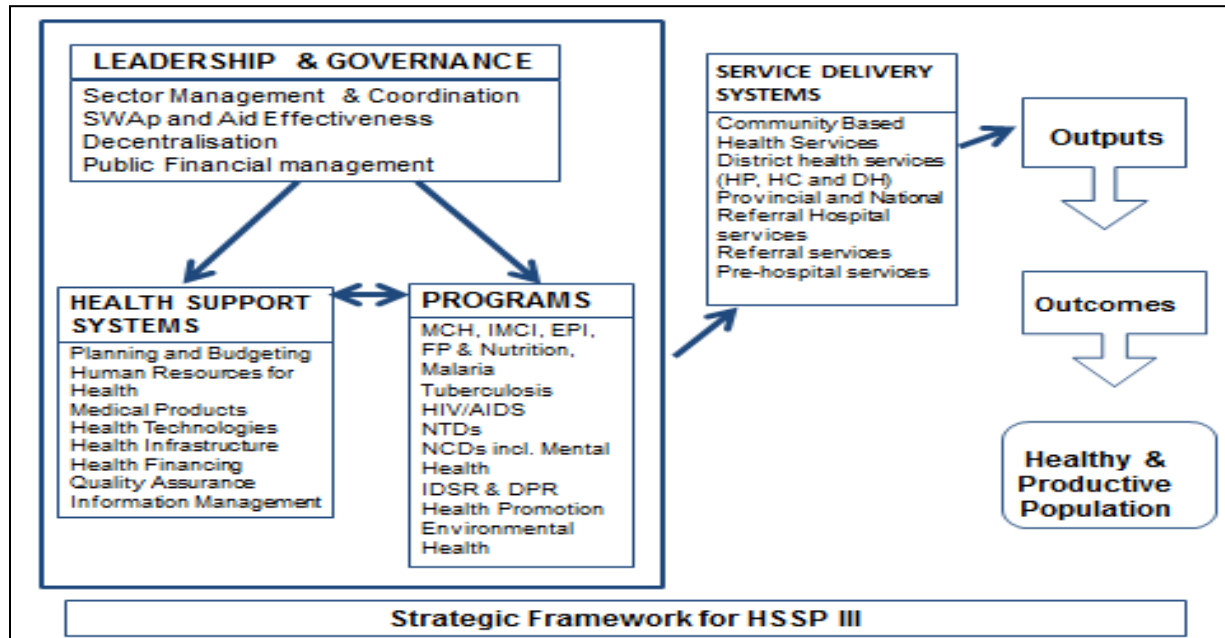 LEADERSHIP & GOVERNANCE
Sector Management & Coordination
SWAp and Aid Effectiveness
Decentralisation
Public Financial management
HEALTH SUPPORT
SYSTEMS
Planning and Budgeting
Human Resources for
Health
Medical Products
Health Technologies
Health Infrastructure
Health Financing
Quality Assurance
Information Management
PROGRAMS
MCH, IMCI, EPI,
FP & Nutrition,
Malaria
Tuberculosis
HIV/AIDS
NTDs
NCDs incl. Mental
Health
IDSR & DPR
Health Promotion
Environmental
Health
SERVICE DELIVERY
SYSTEMS
Community Based
Health Services
District health services
(HP, HC and DH)
Provincial and National
Referral Hospital
services
Referral services
Pre-hospital services
Outputs
Outcomes
Healthy &
Productive
Population
Strategic Framework for HSSP III